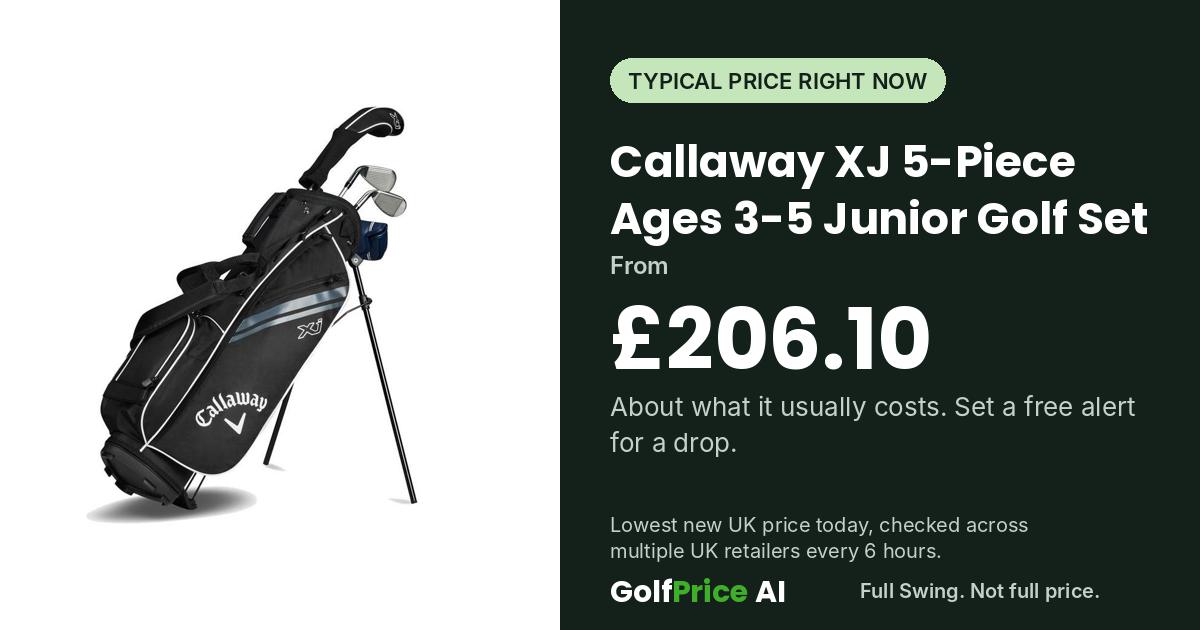 TYPICAL PRICE RIGHT NOW
Callaway XJ 5-Piece
Ages 3-5 Junior Golf Set
From
£206.10
About what it usually costs. Set a free alert
for a drop.
Lowest new UK price today, checked across
multiple UK retailers every 6 hours.
GolfPrice AI
Full Swing. Not full price.
XJ
Callaway